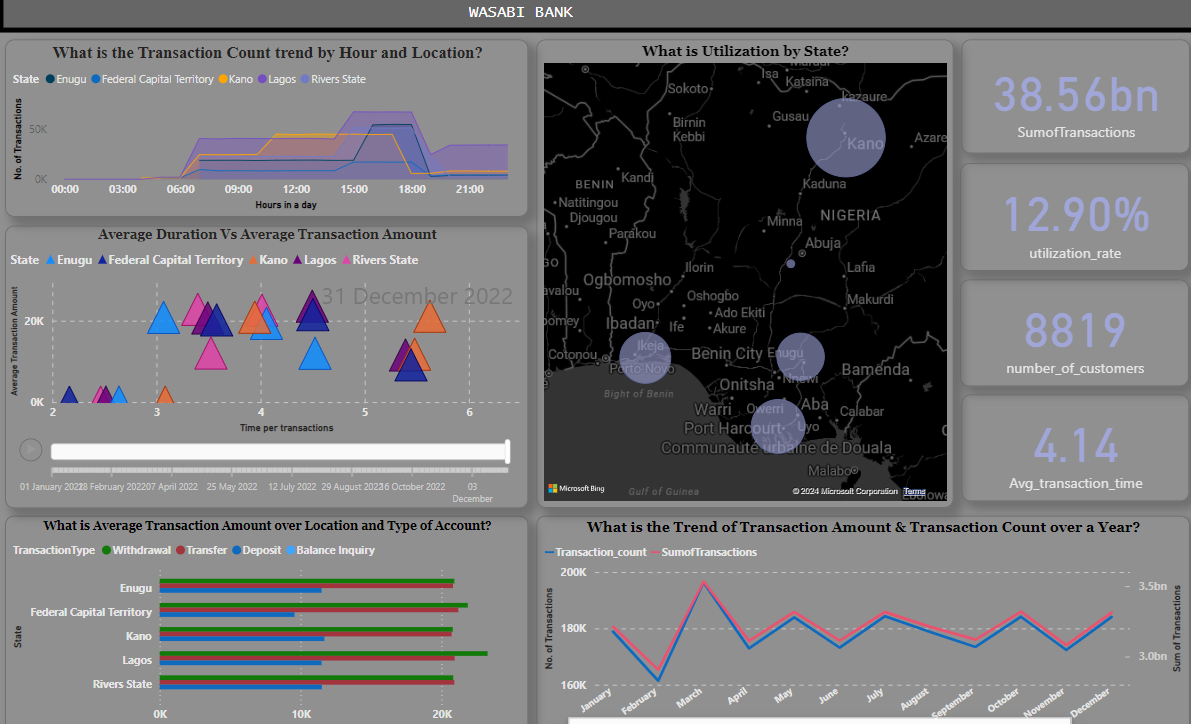 WASABI BANK
What is the Transaction Count trend by Hour and Location?
State Enugu Federal Capital Territory Kano Lagos Rivers State
No. of Transactions
50K
0K
00:00 03:00 06:00 09:00 12:00 15:00 18:00 21:00
Hours in a day
Average Duration Vs Average Transaction Amount
State Enugu Federal Capital Territory Kano Lagos Rivers State
31 December 2022
Average Transaction Amount
20K
0K
2 3 4 5 6
Time per transactions
01 January 2022 07 April 2022 25 May 2022 12 July 2022 29 August 2022 16 October 2022 03
December
What is Average Transaction Amount over Location and Type of Account?
TransactionType Withdrawal Transfer Deposit Balance Inquiry
State
Enugu
Federal Capital Territory
Kano
Lagos
Rivers State
0K 10K 20K
What is Utilization by State?
Isa
Katsina
Sokoto
Kazaure
Gusau
Birnin
Kebbi
Azare
Kano
Kandi
Kaduna
BENIN
Natitingou
Djougou
Minna
NIGERIA
Parakou
Abuja
Ilorin
Lafia
Ogbomosho
Oyo
Oshogbo
Makurdi
Ado Ekiti
Ibadan Ife
Akure
Ikeja
Cotonou
Benin City Enugu
Porto-Novo
Bamenda
Onitsha Nnewi
Bight of Benin
Warri Owerri Aba
Calabar
Port Harcourt Uyo
Communauté urbaine de Douala
Malabo
Gulf of Guinea
Microsoft Bing
© 2024 Microsoft Corporation Terms
38.56bn
SumofTransactions
12.90%
utilization_rate
8819
number_of_customers
4.14
Avg_transaction_time
What is the Trend of Transaction Amount & Transaction Count over a Year?
Transaction_count SumofTransactions
No. of Transactions
200K
180K
160K
3.5bn
3.0bn
Sum of Transactions
January February March April May June July August September October November December